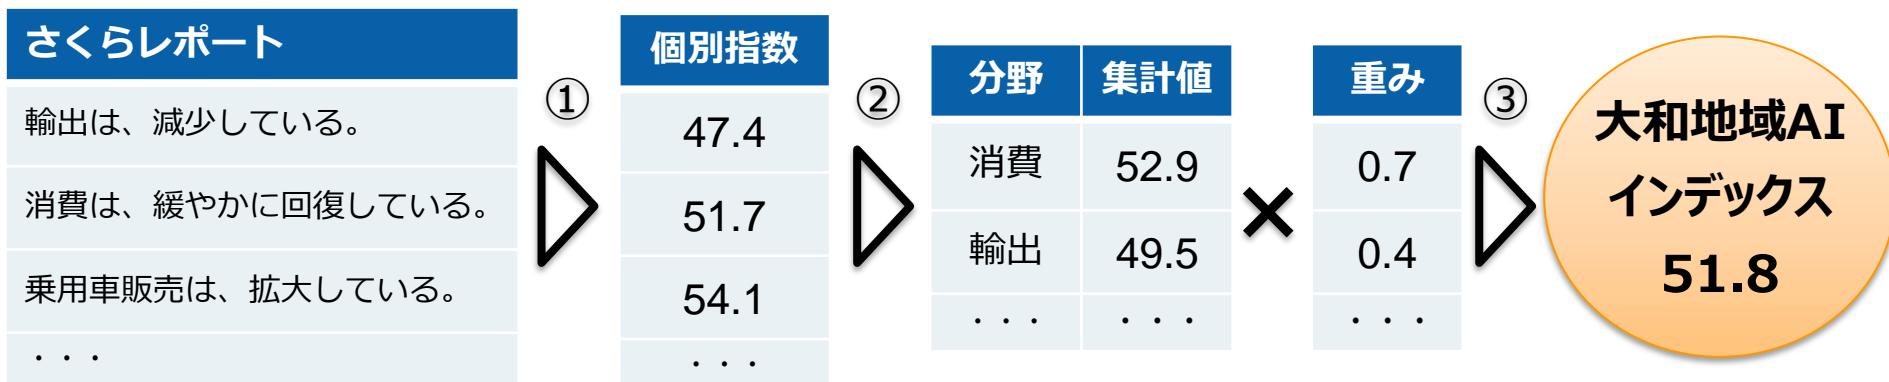 さくらレポート
輸出は、減少している。
消費は、緩やかに回復している。
乗用車販売は、拡大している。
・・・
①
個別指数
47.4
51.7
54.1
・・・
②
分野 集計値
消費 52.9
輸出 49.5
・・・ ・・・
×
重み
0.7
0.4
・・・
③
大和地域AI
インデックス
51.8